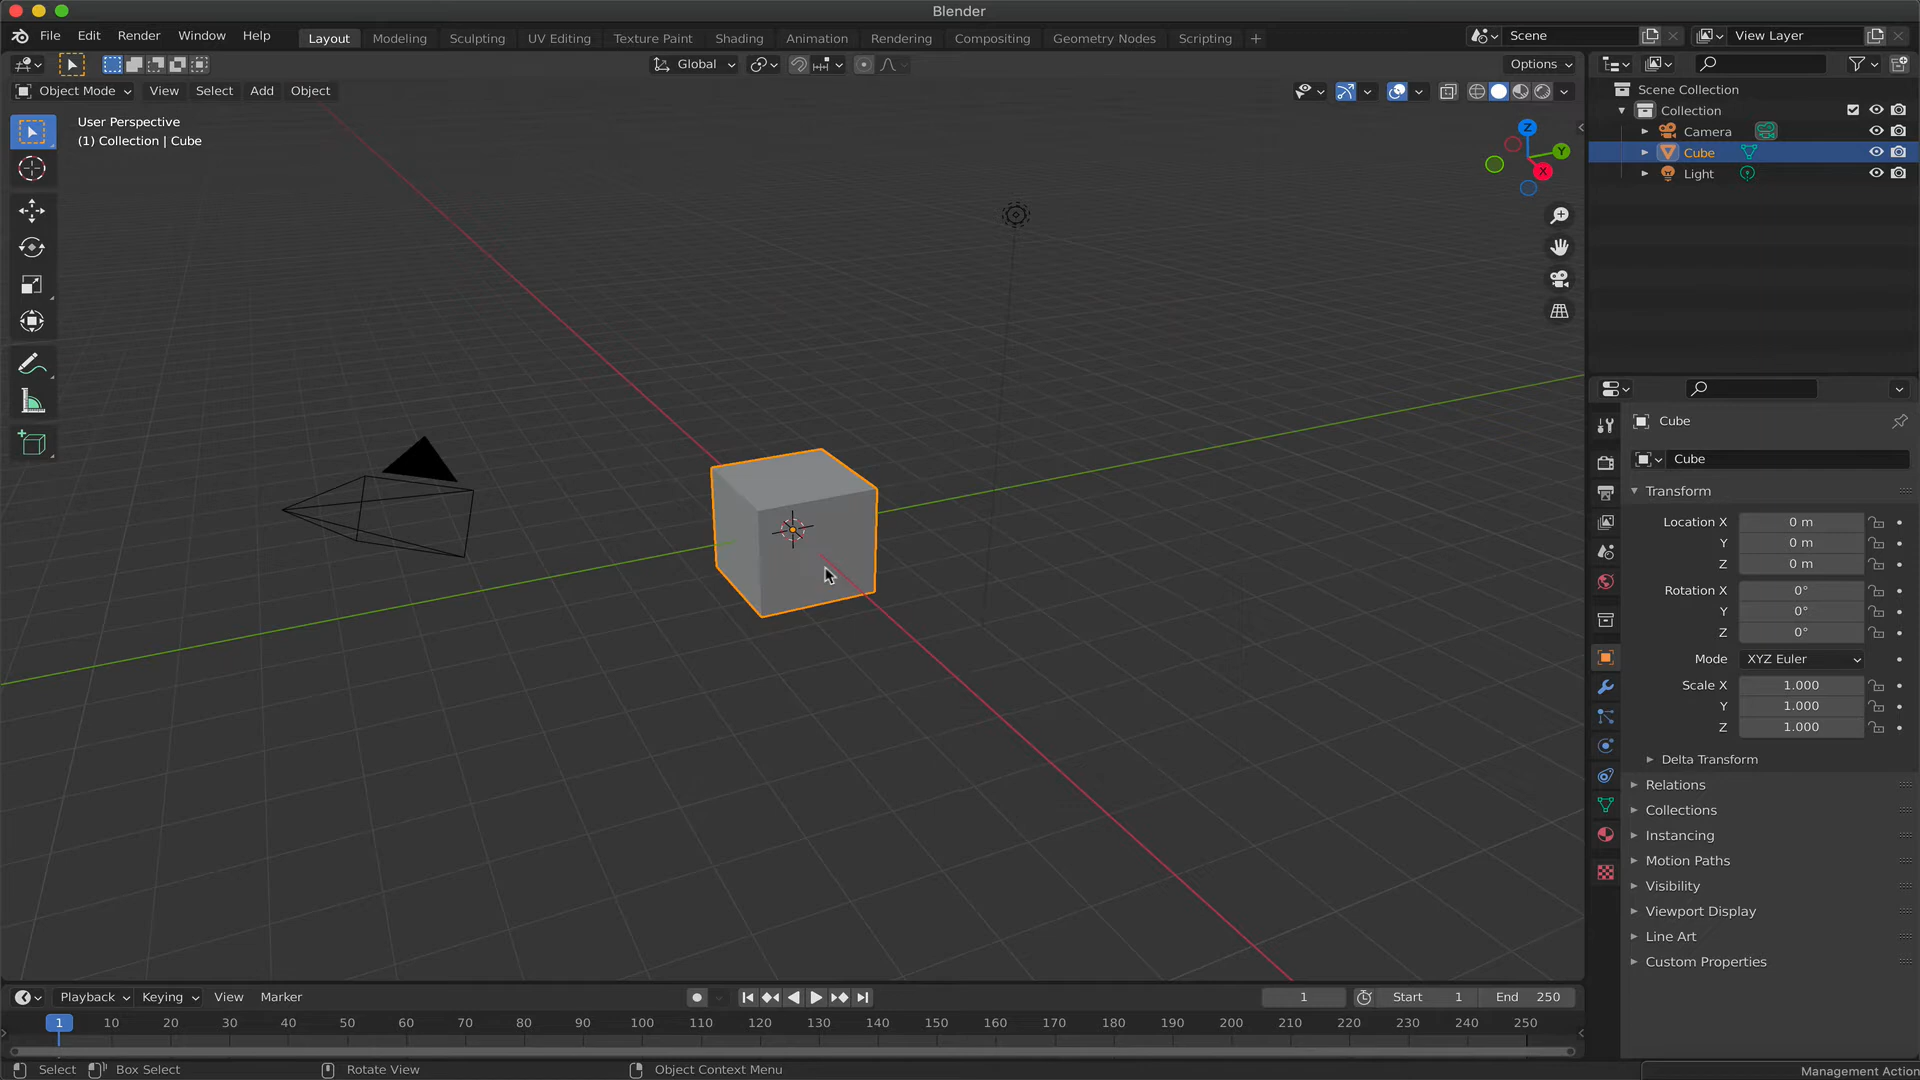 Blender
File Edit Render Window Help Layout Modeling Sculpting UV Editing Texture Paint Shading Animation Rendering Compositing Geometry Nodes Scripting + Scene View Layer
Global Options
Object Mode View Select Add Object
User Perspective
(1) Collection | Cube
Z
Y
X
Scene Collection
Collection
Camera
Cube
Light
Cube
Cube
Transform
Location X 0 m
Y 0 m
Z 0 m
Rotation X 0°
Y 0°
Z 0°
Mode XYZ Euler
Scale X 1.000
Y 1.000
Z 1.000
Delta Transform
Relations
Collections
Instancing
Motion Paths
Visibility
Viewport Display
Line Art
Custom Properties
Playback Keying View Marker 1 Start 1 End 250
1 10 20 30 40 50 60 70 80 90 100 110 120 130 140 150 160 170 180 190 200 210 220 230 240 250
Select Box Select Rotate View Object Context Menu Management Action